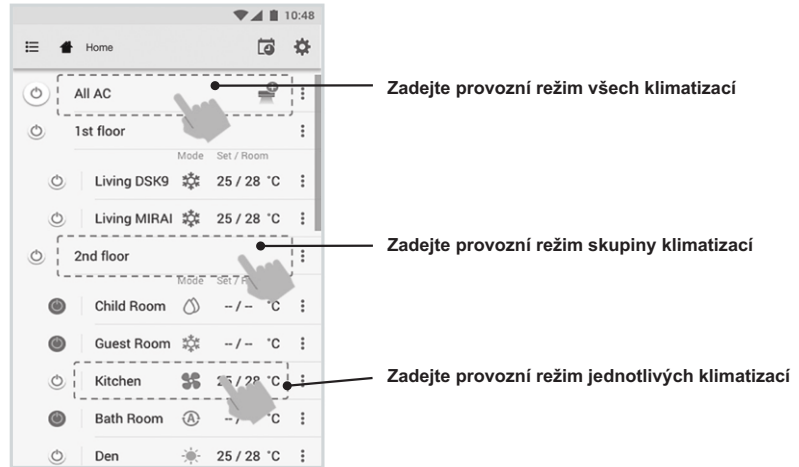 10:48
Home
All AC
Zadejte provozní režim všech klimatizací
1st floor
Mode Set / Room
Living DSK9 25 / 28 °C
Living MIRAI 25 / 28 °C
2nd floor
Zadejte provozní režim skupiny klimatizací
Mode Set /
Child Room -- / -- °C
Guest Room -- / -- °C
Kitchen 25 / 28 °C
Zadejte provozní režim jednotlivých klimatizací
Bath Room A -- / °C
Den 25 / 28 °C